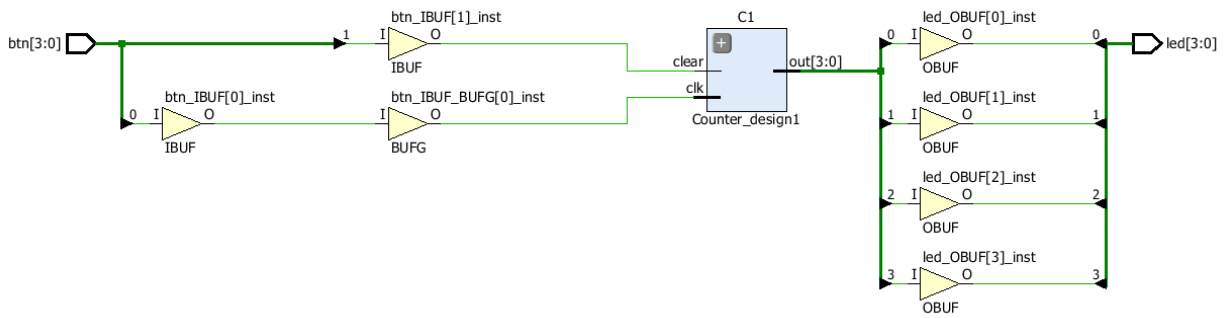 C1
btn_IBUF[1]_inst
led_OBUF[0]_inst
btn[3:0]
1 I O
IBUF
clear
out[3:0]
0 I O 0
OBUF
led[3:0]
btn_IBUF[0]_inst
btn_IBUF_BUFG[0]_inst
clk
led_OBUF[1]_inst
0 I O
IBUF
I O
BUFG
Counter_design1
1 I O 1
OBUF
led_OBUF[2]_inst
2 I O 2
OBUF
led_OBUF[3]_inst
3 I O 3
OBUF